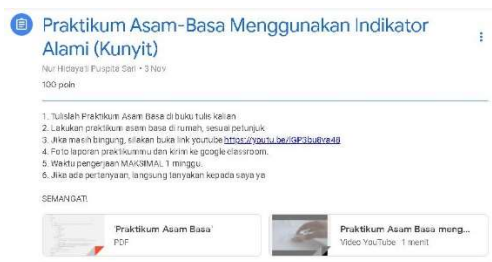 Praktikum Asam-Basa Menggunakan Indikator
Alami (Kunyit)
Nur Hidayati Puspita Sari • 3 Nov
100 poin
1. Tulislah Praktikum Asam Basa di buku tulis kalian
2. Lakukan praktikum asam basa di rumah, sesuai petunjuk
3. Jika masih bingung, silakan buka link youtube https://youtu.be/IGP3bu8va48
4. Foto laporan praktikummu dan kirim ke google classroom.
5. Waktu pengerjaan MAKSIMAL 1 minggu.
6. Jika ada pertanyaan, langsung tanyakan kepada saya ya
SEMANGAT!
'Praktikum Asam Basa'
PDF
Praktikum Asam Basa meng...
Video YouTube 1 menit